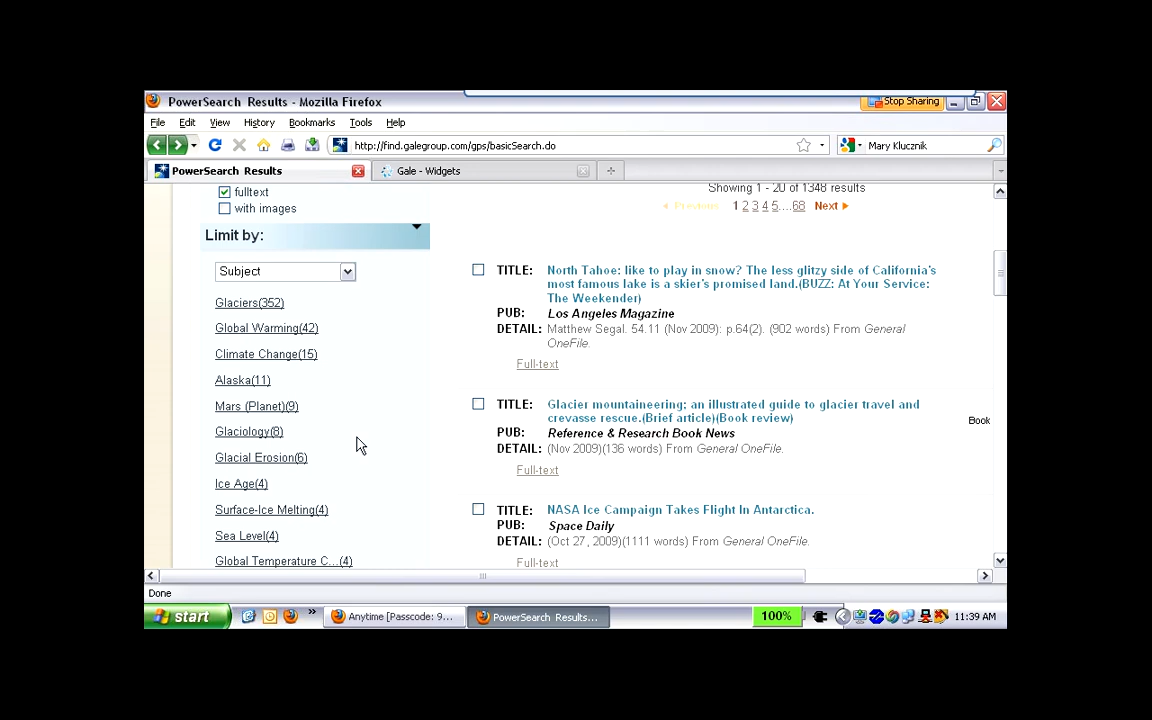 PowerSearch Results - Mozilla Firefox
Stop Sharing
File Edit View History Bookmarks Tools Help
http://find.galegroup.com/gps/basicSearch.do
Mary Klucznik
PowerSearch Results
Gale - Widgets
fulltext
with images
Limit by:
Subject
Glaciers(352)
Global Warming(42)
Climate Change(15)
Alaska(11)
Mars (Planet)(9)
Glaciology(8)
Glacial Erosion(6)
Ice Age(4)
Surface-Ice Melting(4)
Sea Level(4)
Global Temperature C...(4)
Showing 1 - 20 of 1348 results
Previous 1 2 3 4 5....68 Next
TITLE: North Tahoe: like to play in snow? The less glitzy side of California's
most famous lake is a skier's promised land.(BUZZ: At Your Service:
The Weekender)
PUB: Los Angeles Magazine
DETAIL: Matthew Segal. 54.11 (Nov 2009): p.64(2). (902 words) From General
OneFile.
Full-text
TITLE: Glacier mountaineering; an illustrated guide to glacier travel and
crevasse rescue.(Brief article)(Book review)
Book
PUB: Reference & Research Book News
DETAIL: (Nov 2009)(136 words) From General OneFile.
Full-text
TITLE: NASA Ice Campaign Takes Flight In Antarctica.
PUB: Space Daily
DETAIL: (Oct 27, 2009)(1111 words) From General OneFile.
Full-text
Done
start
Anytime [Passcode: 9...
PowerSearch Results...
100%
11:39 AM